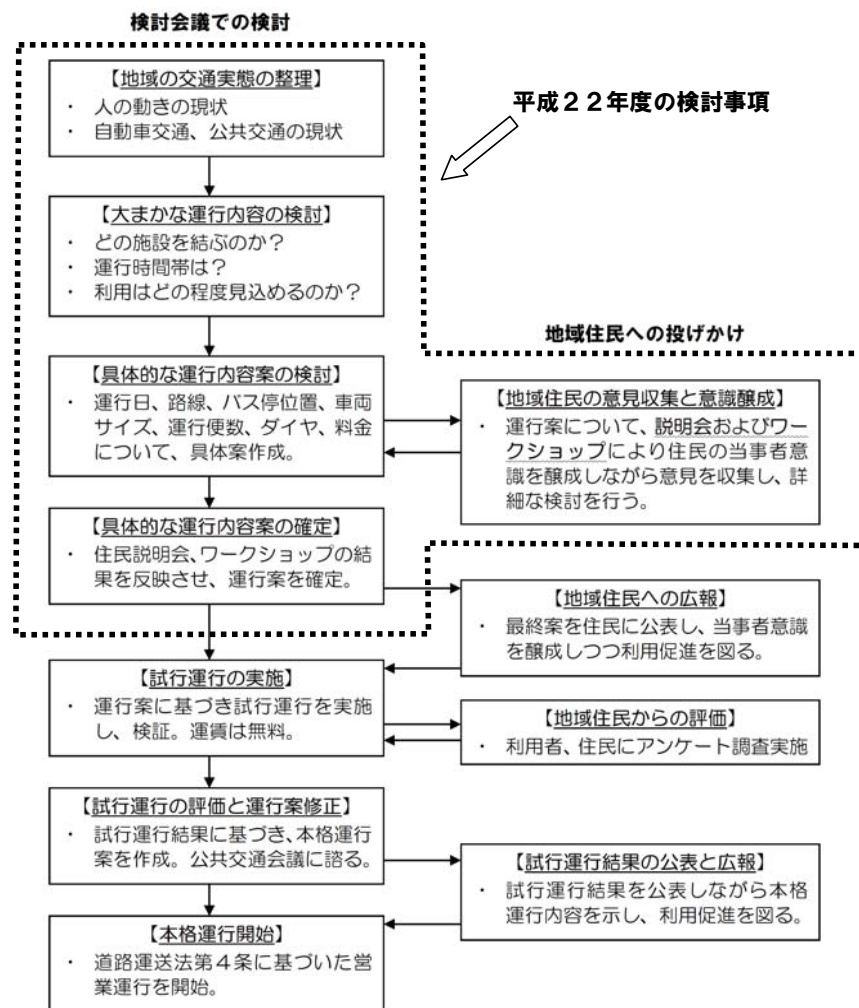 検討会議での検討
平成２２年度の検討事項
【地域の交通実態の整理】
・ 人の動きの現状
・ 自動車交通、公共交通の現状
【大まかな運行内容の検討】
・ どの施設を結ぶのか？
・ 運行時間帯は？
・ 利用はどの程度見込めるのか？
地域住民への投げかけ
【具体的な運行内容案の検討】
・ 運行日、路線、バス停位置、車両
サイズ、運行便数、ダイヤ、料金
について、具体案作成。
【地域住民の意見収集と意識醸成】
・ 運行案について、説明会およびワー
クショップにより住民の当事者意
識を醸成しながら意見を収集し、詳
細な検討を行う。
【具体的な運行内容案の確定】
・ 住民説明会、ワークショップの結
果を反映させ、運行案を確定。
【地域住民への広報】
・ 最終案を住民に公表し、当事者意識
を醸成しつつ利用促進を図る。
【試行運行の実施】
・ 運行案に基づき試行運行を実施
し、検証。運賃は無料。
【地域住民からの評価】
・ 利用者、住民にアンケート調査実施
【試行運行の評価と運行案修正】
・ 試行運行結果に基づき、本格運行
案を作成。公共交通会議に諮る。
【試行運行結果の公表と広報】
・ 試行運行結果を公表しながら本格
運行内容を示し、利用促進を図る。
【本格運行開始】
・ 道路運送法第４条に基づいた営
業運行を開始。